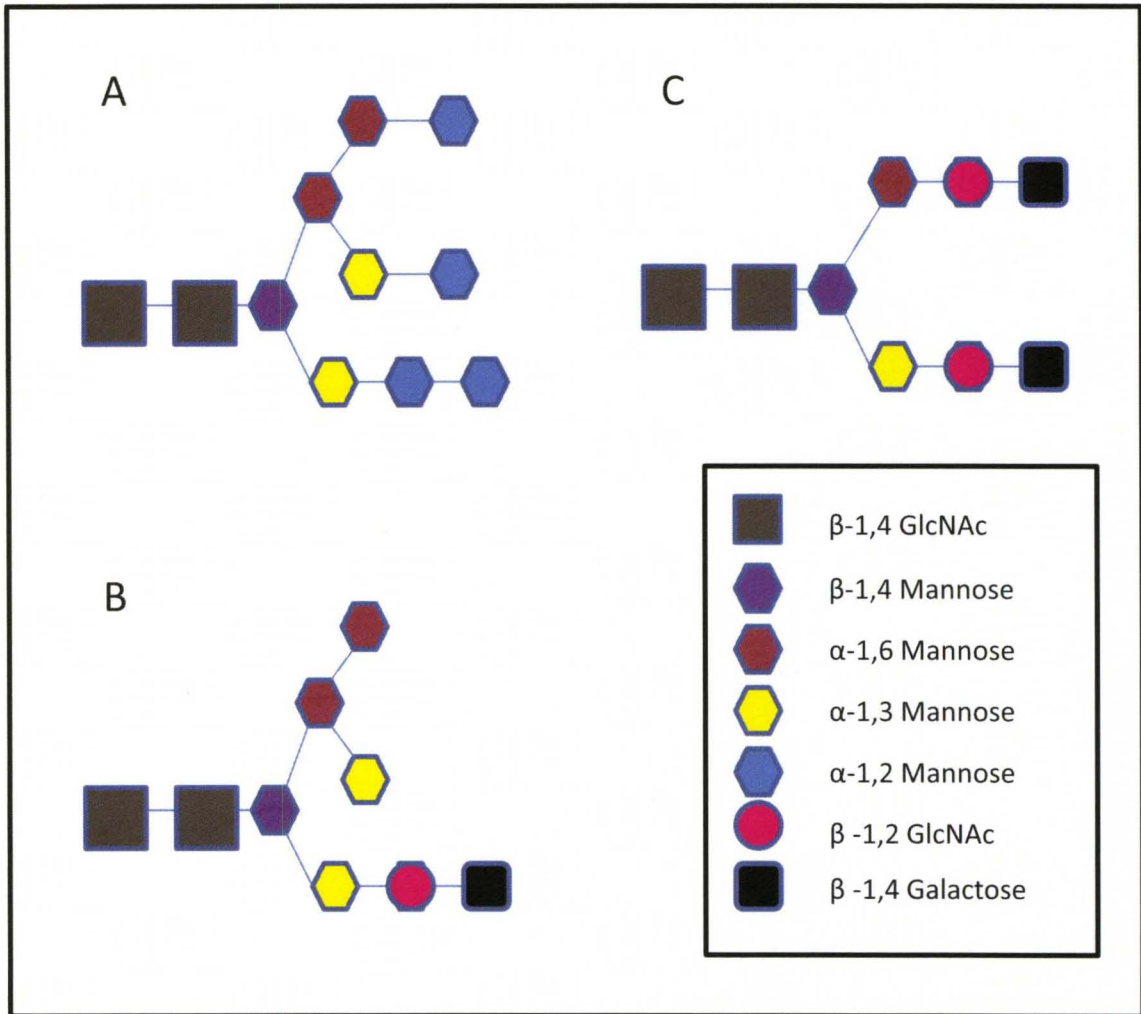 A
C
B
β-1,4 GlcNAc
β-1,4 Mannose
α-1,6 Mannose
α-1,3 Mannose
α-1,2 Mannose
β -1,2 GlcNAc
β -1,4 Galactose